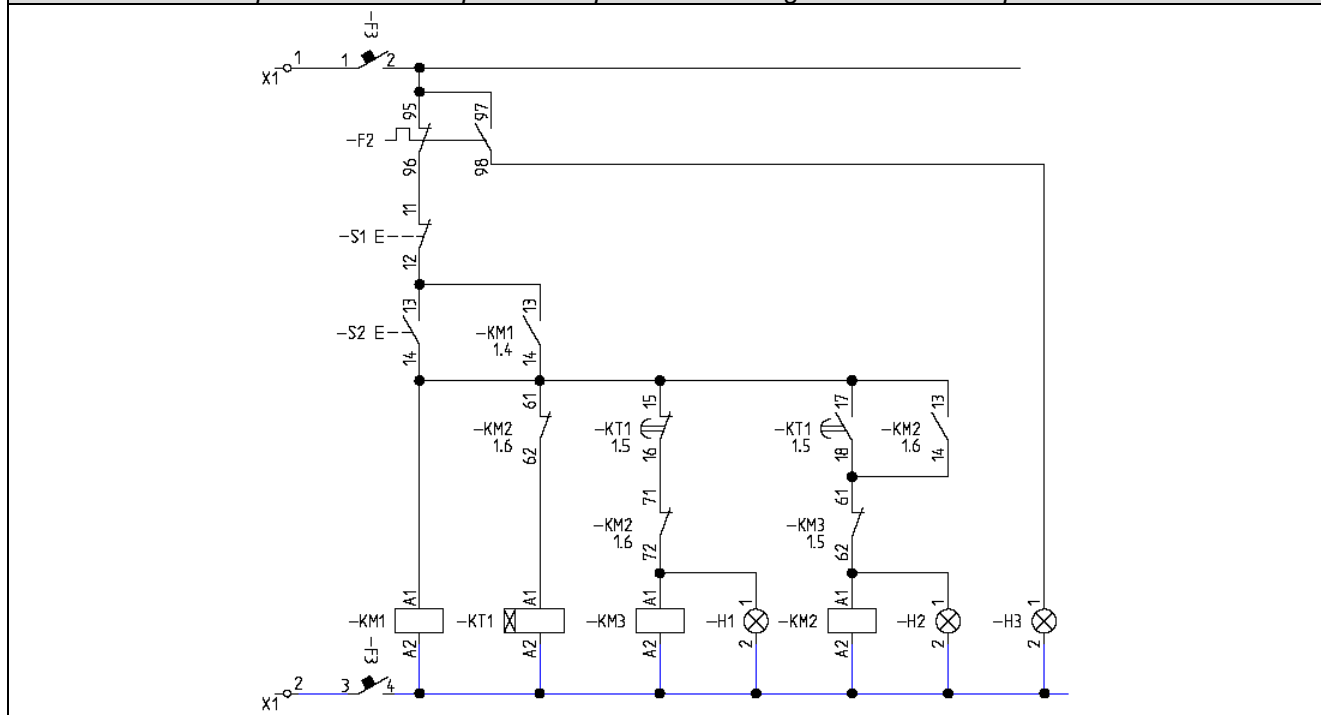 -F3
X1 1 1 2
95 97
-F2
96 98
11
-S1 E
12
13 13
-S2 E -KM1
1.4
14 14
61 15 17 13
-KM2 -KT1 -KT1 -KM2
1.6 1.5 1.5 1.6
62 16 18 14
71 61
-KM2 -KM3
1.6 1.5
72 62
A1 A1 A1 1 A1 1 1
-KM1 -KT1 -KM3 -H1 -KM2 -H2 -H3
A2 A2 A2 2 A2 2 2
-F3
X1 2 3 4